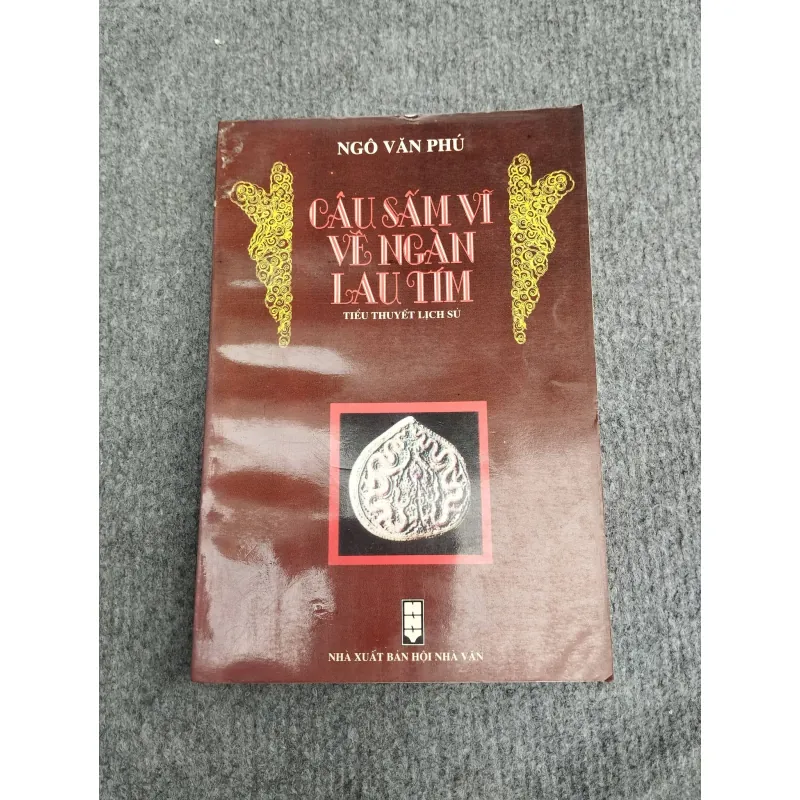 NGÔ VĂN PHÚ
CÂU SẤM VĨ
VỀ NGÀN
LAU TÍM
TIỂU THUYẾT LỊCH SỬ
NHÀ XUẤT BẢN HỘI NHÀ VĂN